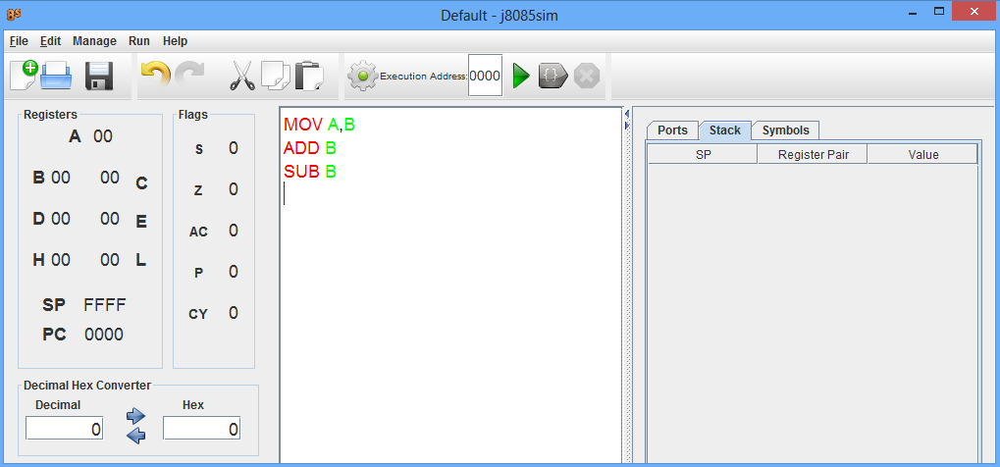 Default - j8085sim
File Edit Manage Run Help
Execution Address: 0000
Registers
A 00
B 00 00 C
D 00 00 E
H 00 00 L
SP FFFF
PC 0000
Flags
S 0
Z 0
AC 0
P 0
CY 0
Decimal Hex Converter
Decimal Hex
0 0
MOV A,B
ADD B
SUB B
Ports Stack Symbols
SP Register Pair Value